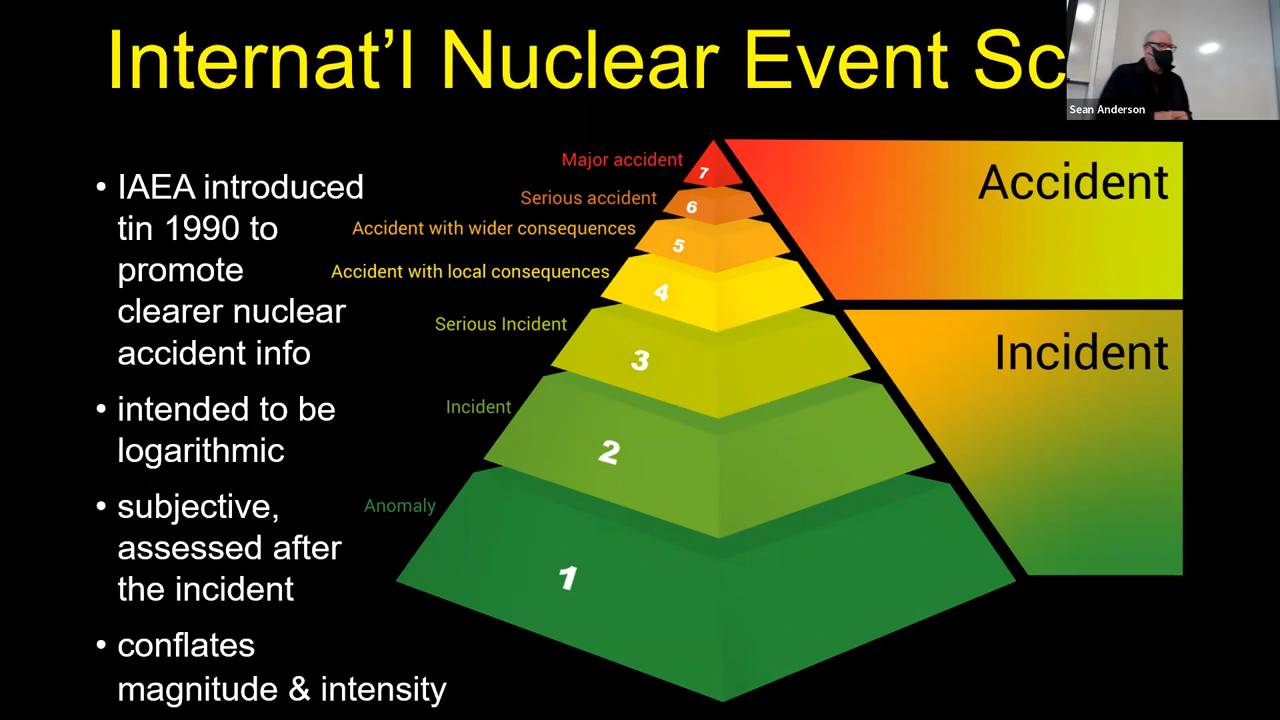 Internat'l Nuclear Event Sc
Sean Anderson
• IAEA introduced
tin 1990 to
promote
clearer nuclear
accident info
• intended to be
logarithmic
• subjective,
assessed after
the incident
• conflates
magnitude & intensity
Major accident
7
Serious accident
6
Accident with wider consequences
5
Accident with local consequences
4
Serious Incident
3
Incident
2
Anomaly
1
Accident
Incident